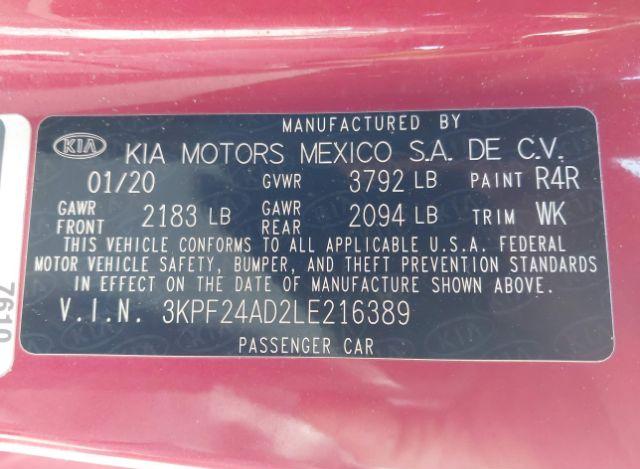 MANUFACTURED BY
KIA KIA MOTORS MEXICO S.A. DE C.V.
01/20 GVWR 3792 LB PAINT R4R
GAWR FRONT 2183 LB GAWR REAR 2094 LB TRIM WK
THIS VEHICLE CONFORMS TO ALL APPLICABLE U.S.A. FEDERAL
MOTOR VEHICLE SAFETY, BUMPER, AND THEFT PREVENTION STANDARDS
IN EFFECT ON THE DATE OF MANUFACTURE SHOWN ABOVE.
V.I.N. 3KPF24AD2LE216389
PASSENGER CAR
7610